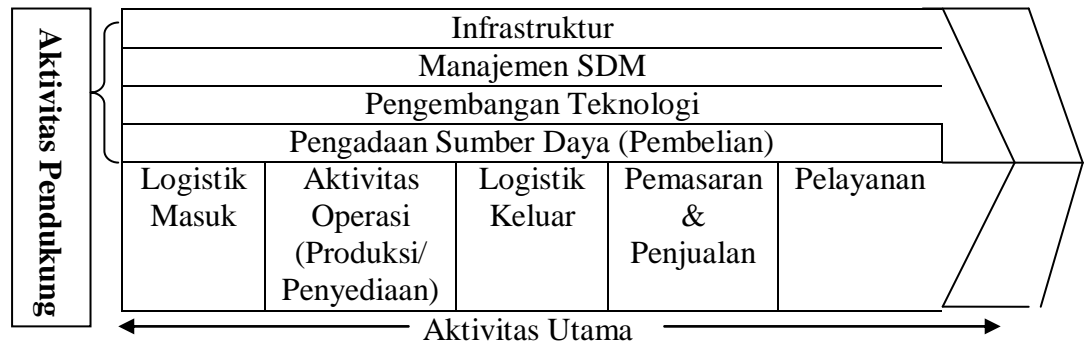 Aktivitas Pendukung
Infrastruktur
Manajemen SDM
Pengembangan Teknologi
Pengadaan Sumber Daya (Pembelian)
Logistik
Masuk
Aktivitas
Operasi
(Produksi/
Penyediaan)
Logistik
Keluar
Pemasaran
&
Penjualan
Pelayanan
Aktivitas Utama